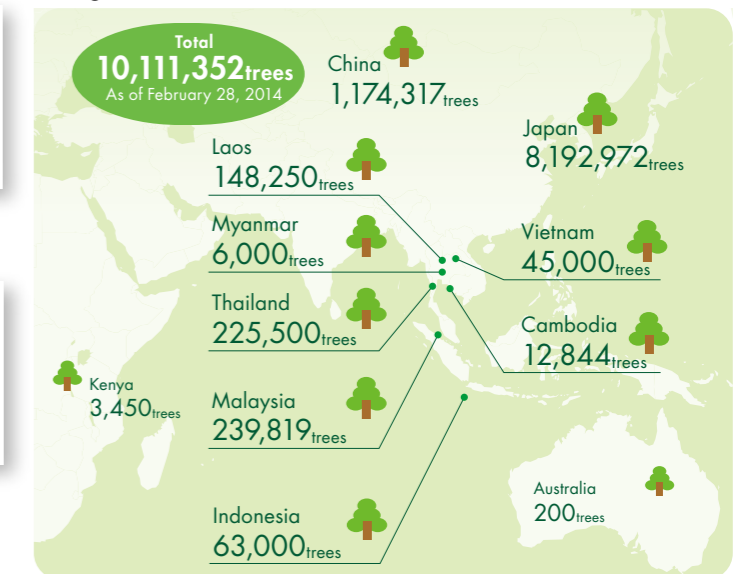 Total
10,111,352trees
As of February 28, 2014
China
1,174,317trees
Japan
8,192,972trees
Laos
148,250trees
Myanmar
6,000trees
Vietnam
45,000trees
Thailand
225,500trees
Cambodia
12,844trees
Kenya
3,450trees
Malaysia
239,819trees
Australia
200trees
Indonesia
63,000trees